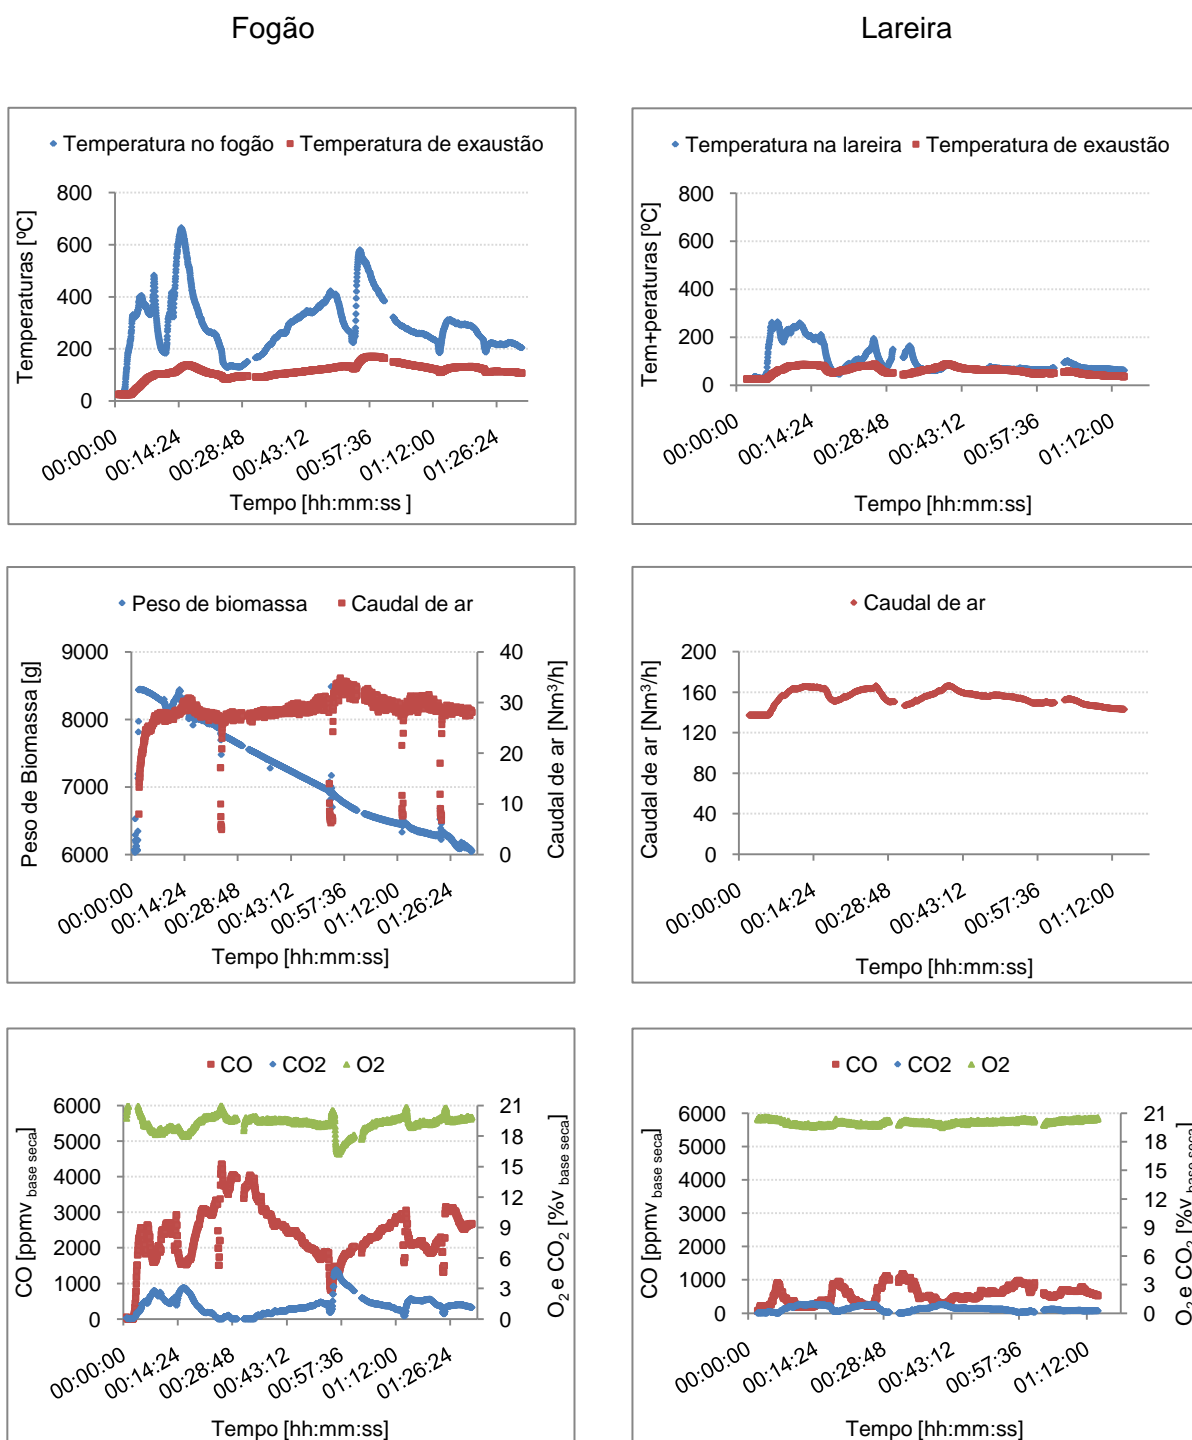 Fogão
Lareira
Temperatura no fogão Temperatura de exaustão
Temperaturas [ºC]
800
600
400
200
0
00:00:00 00:14:24 00:28:48 00:43:12 00:57:36 01:12:00 01:26:24
Tempo [hh:mm:ss ]
Temperatura na lareira Temperatura de exaustão
Tem+peraturas [ºC]
800
600
400
200
0
00:00:00 00:14:24 00:28:48 00:43:12 00:57:36 01:12:00
Tempo [hh:mm:ss]
Peso de biomassa Caudal de ar
Peso de Biomassa [g]
9000
8000
7000
6000
40
30
20
10
0
Caudal de ar [Nm³/h]
00:00:00 00:14:24 00:28:48 00:43:12 00:57:36 01:12:00 01:26:24
Tempo [hh:mm:ss]
Caudal de ar
Caudal de ar [Nm³/h]
200
160
120
80
40
0
00:00:00 00:14:24 00:28:48 00:43:12 00:57:36 01:12:00
Tempo [hh:mm:ss]
CO CO2 O2
CO [ppmv base seca]
6000
5000
4000
3000
2000
1000
0
21
18
15
12
9
6
3
0
O₂ e CO₂ [%v base seca]
00:00:00 00:14:24 00:28:48 00:43:12 00:57:36 01:12:00 01:26:24
Tempo [hh:mm:ss]
CO CO2 O2
CO [ppmv base seca]
6000
5000
4000
3000
2000
1000
0
21
18
15
12
9
6
3
0
O₂ e CO₂ [%v base seca]
00:00:00 00:14:24 00:28:48 00:43:12 00:57:36 01:12:00
Tempo [hh:mm:ss]